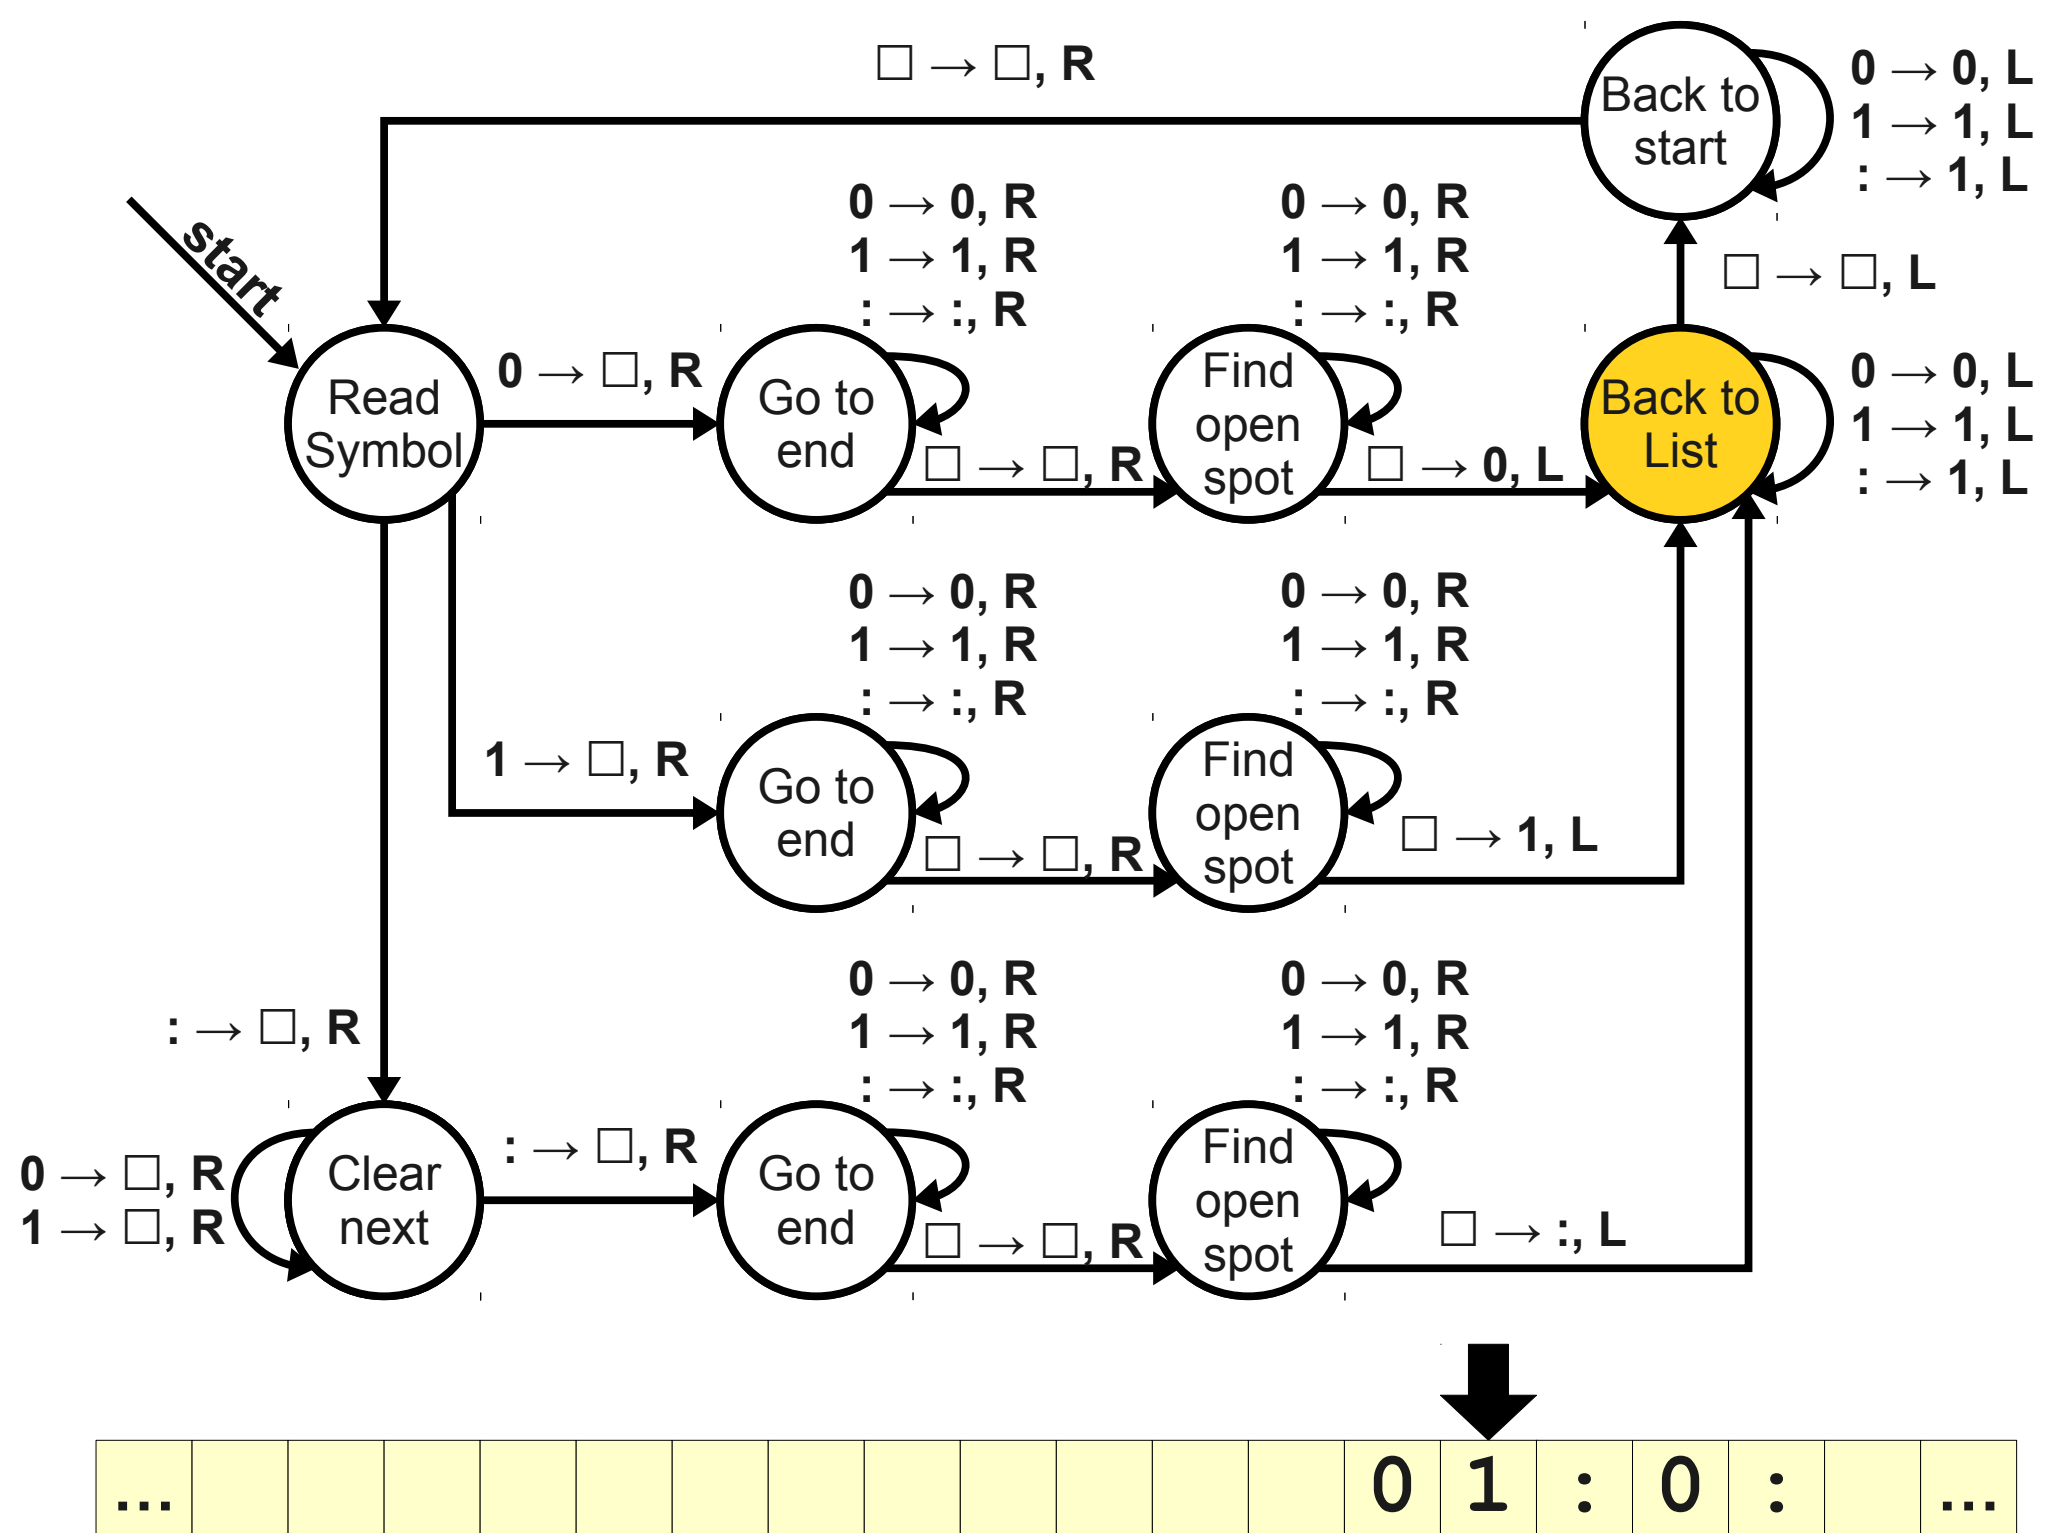 □ → □, R
Back to
start
0 → 0, L
1 → 1, L
: → 1, L
start
0 → 0, R
1 → 1, R
: → :, R
0 → 0, R
1 → 1, R
: → :, R
□ → □, L
Read
Symbol
0 → □, R
Go to
end
□ → □, R
Find
open
spot
□ → 0, L
Back to
List
0 → 0, L
1 → 1, L
: → 1, L
0 → 0, R
1 → 1, R
: → :, R
0 → 0, R
1 → 1, R
: → :, R
1 → □, R
Go to
end
□ → □, R
Find
open
spot
□ → 1, L
: → □, R
0 → 0, R
1 → 1, R
: → :, R
0 → 0, R
1 → 1, R
: → :, R
0 → □, R
1 → □, R
Clear
next
: → □, R
Go to
end
□ → □, R
Find
open
spot
□ → :, L
… 0 1 : 0 : …